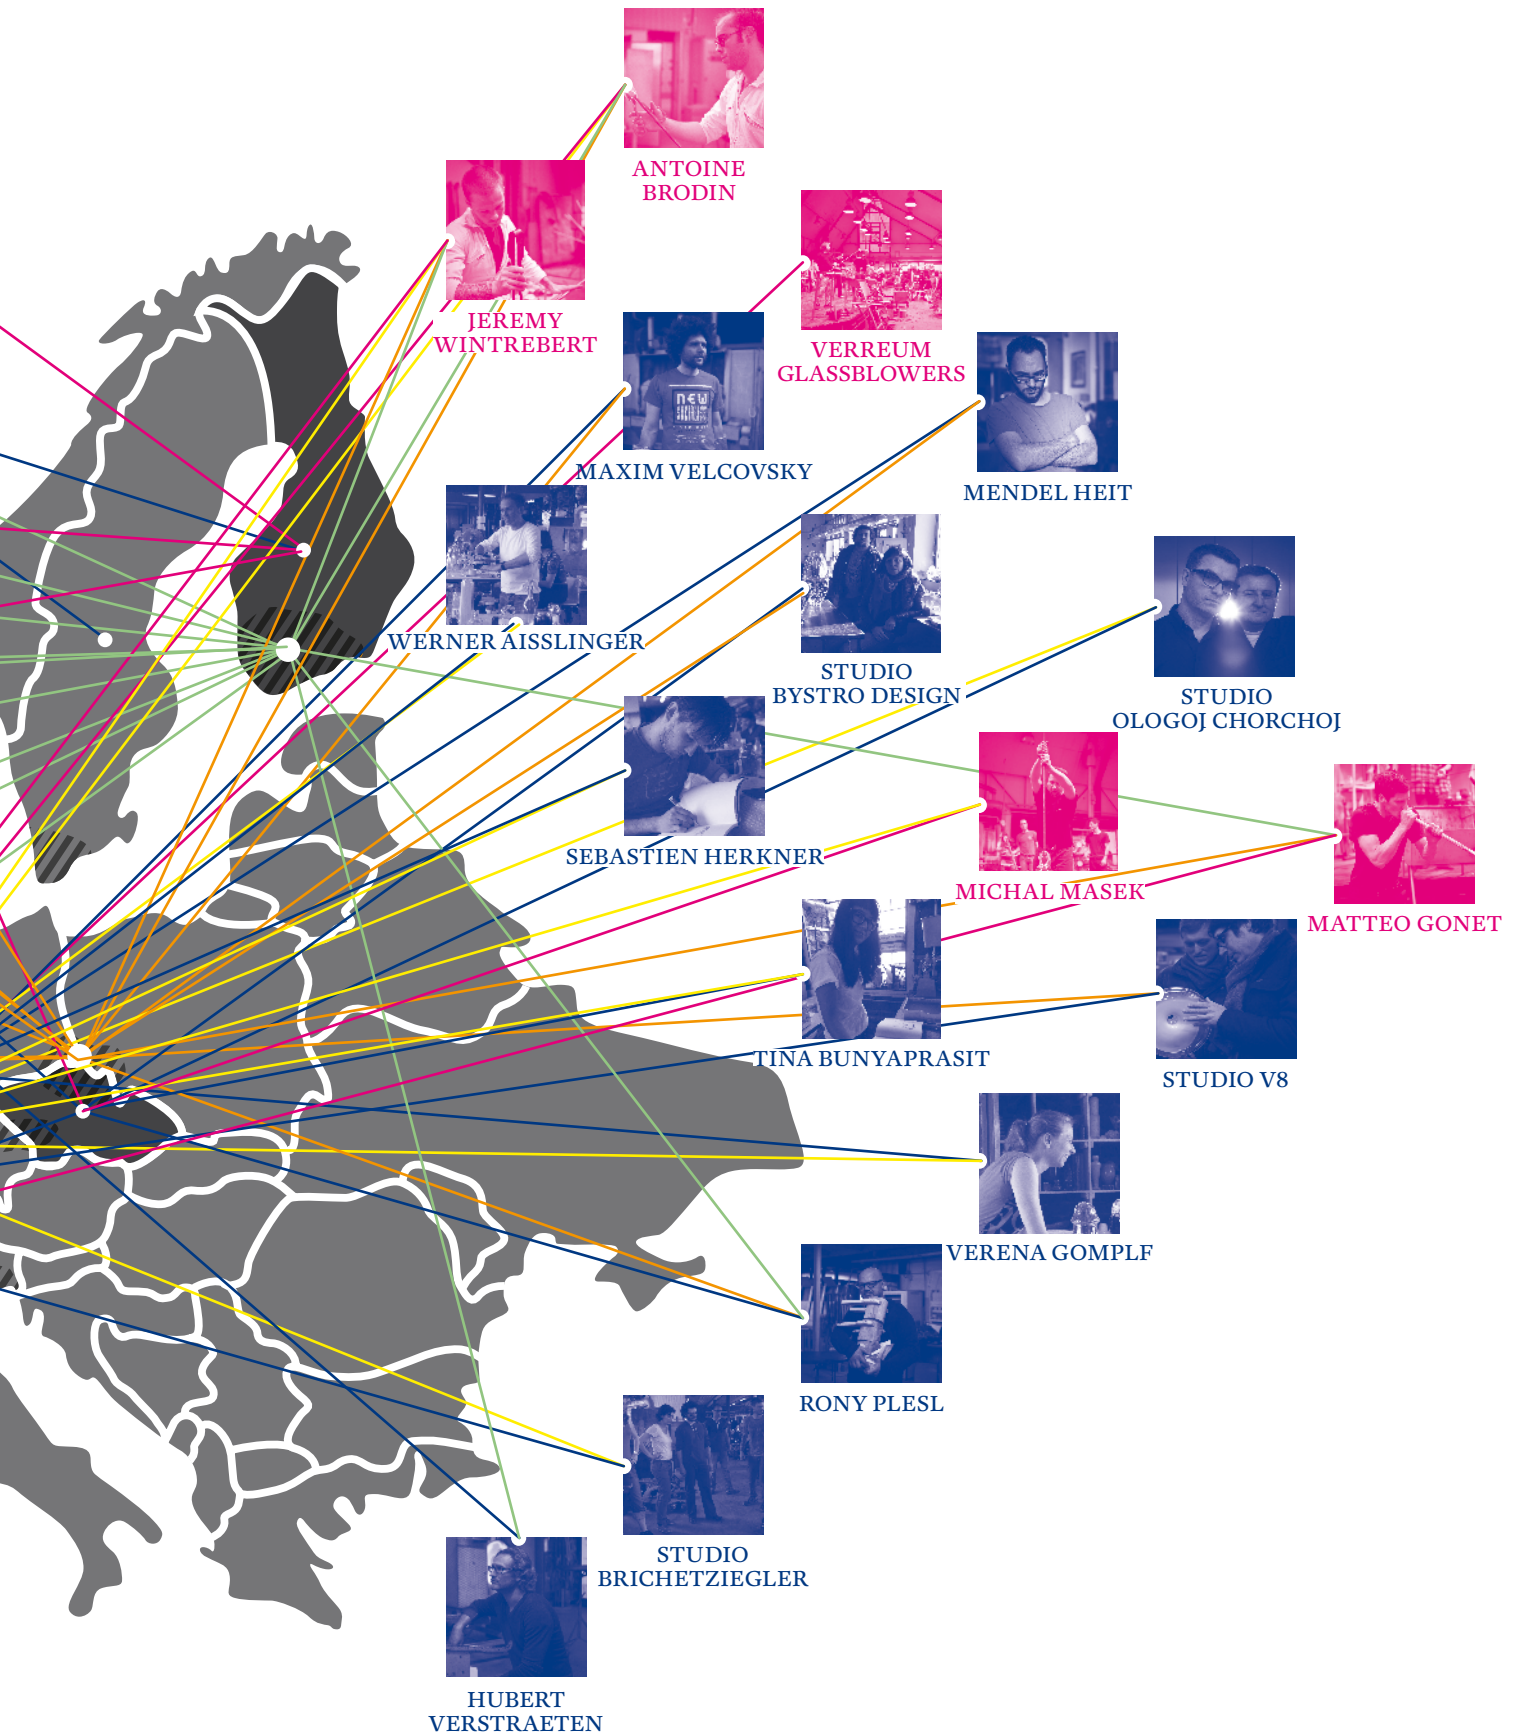 ANTOINE
BRODIN
JEREMY
WINTREBERT
VERREUM
GLASSBLOWERS
NEW
MAXIM VELCOVSKY
MENDEL HEIT
WERNER AISSLINGER
STUDIO
BYSTRO DESIGN
STUDIO
OLOGOJ CHORCHOJ
SEBASTIEN HERKNER
MICHAL MASEK
MATTEO GONET
TINA BUNYAPRASIT
STUDIO V8
VERENA GOMPLF
RONY PLESL
STUDIO
BRICHETZIEGLER
HUBERT
VERSTRAETEN